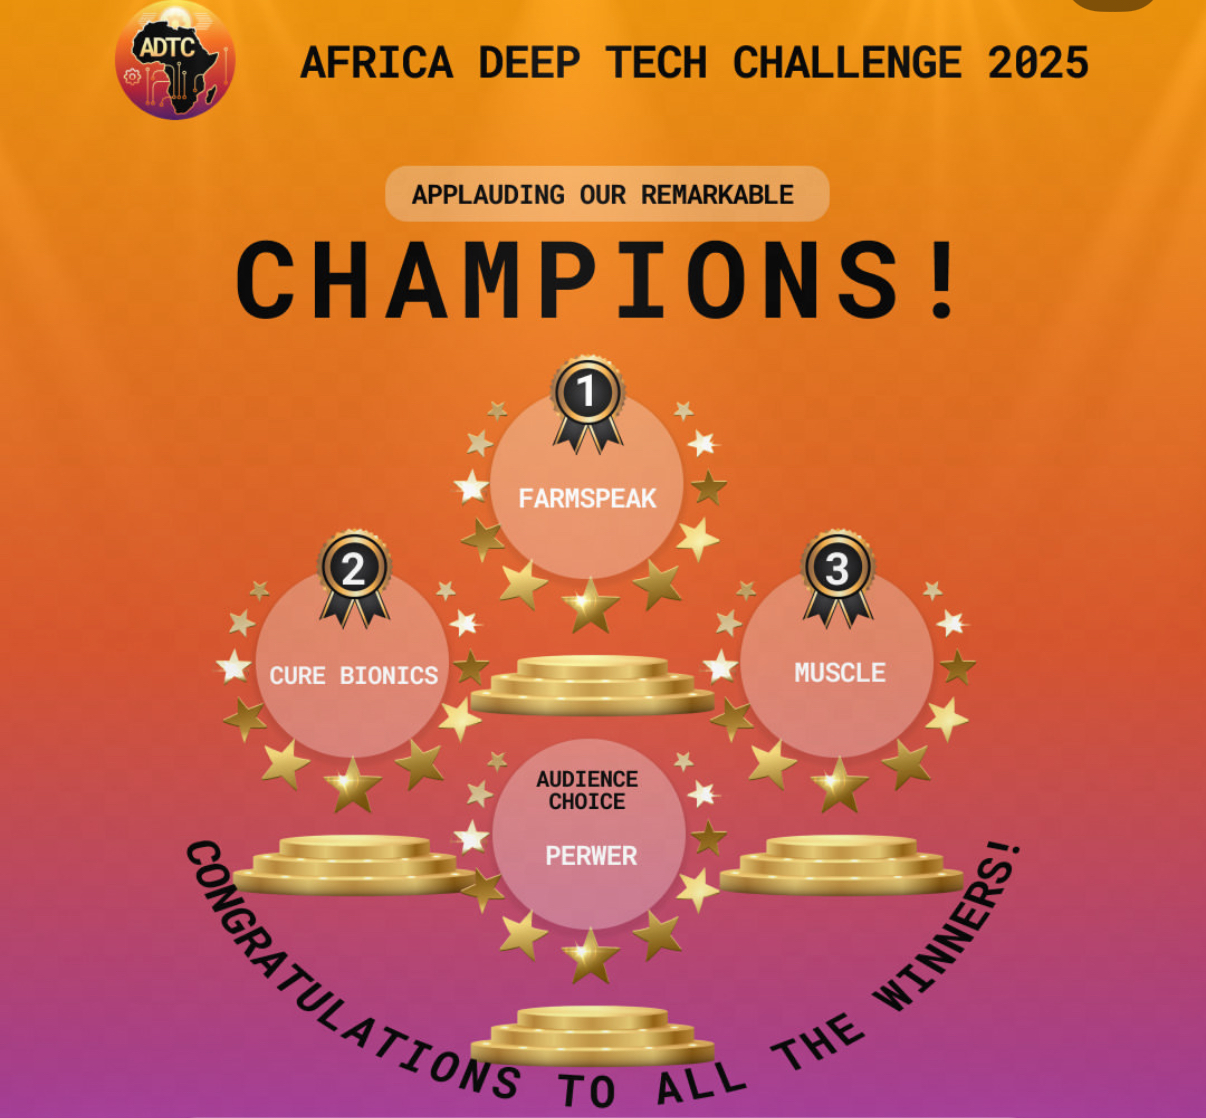 ADTC
AFRICA DEEP TECH CHALLENGE 2025
APPLAUDING OUR REMARKABLE
CHAMPIONS!
1
FARMSPEAK
2
CURE BIONICS
3
MUSCLE
AUDIENCE
CHOICE
PERWER
CONGRATULATIONS TO ALL THE WINNERS!